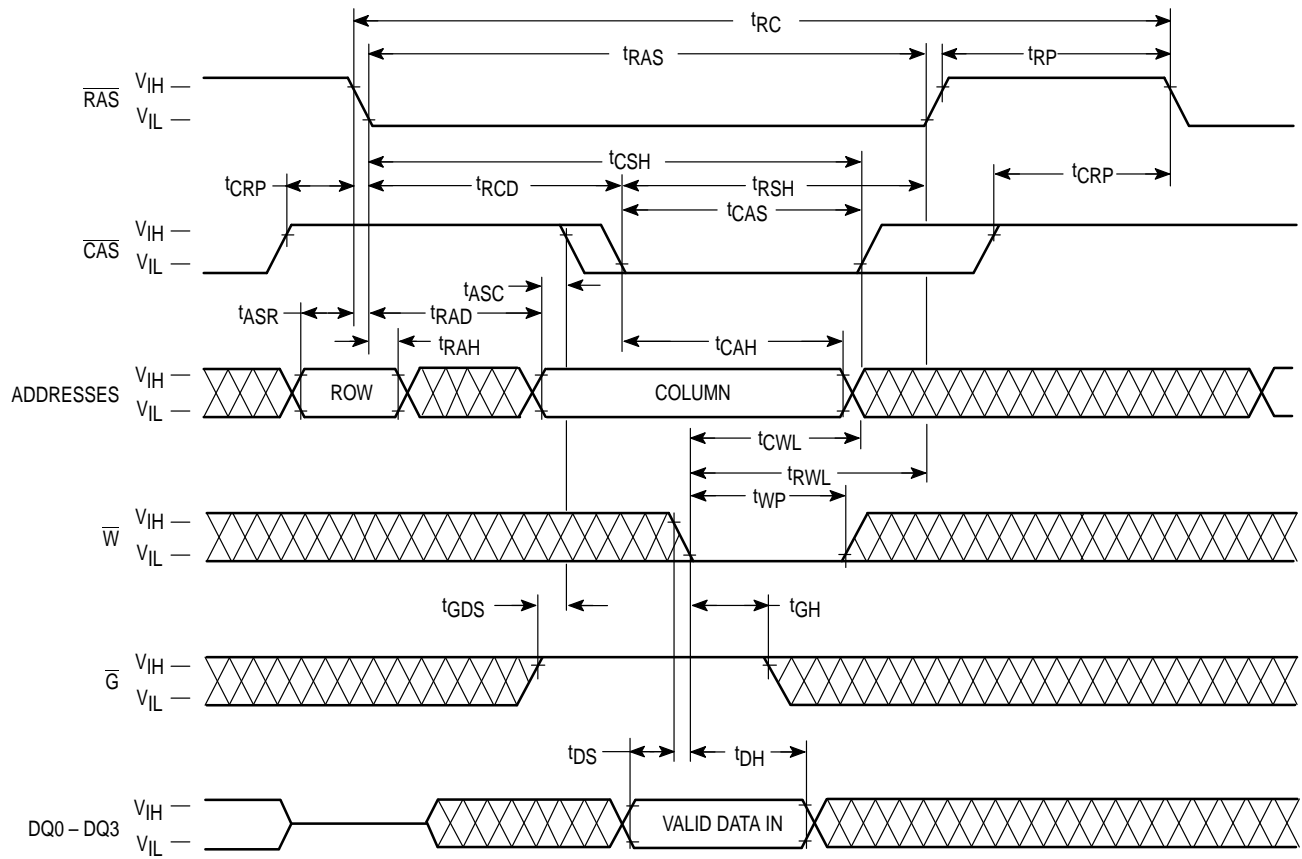 tRC
tRAS
tRP
RAS
VIH
VIL
tCSH
tCRP
tRCD
tRSH
tCRP
tCAS
CAS
VIH
VIL
tASC
tASR
tRAD
tRAH
tCAH
ADDRESSES
VIH
VIL
ROW
COLUMN
tCWL
tRWL
tWP
W
VIH
VIL
tGDS
tGH
G
VIH
VIL
tDS
tDH
DQ0 – DQ3
VIH
VIL
VALID DATA IN